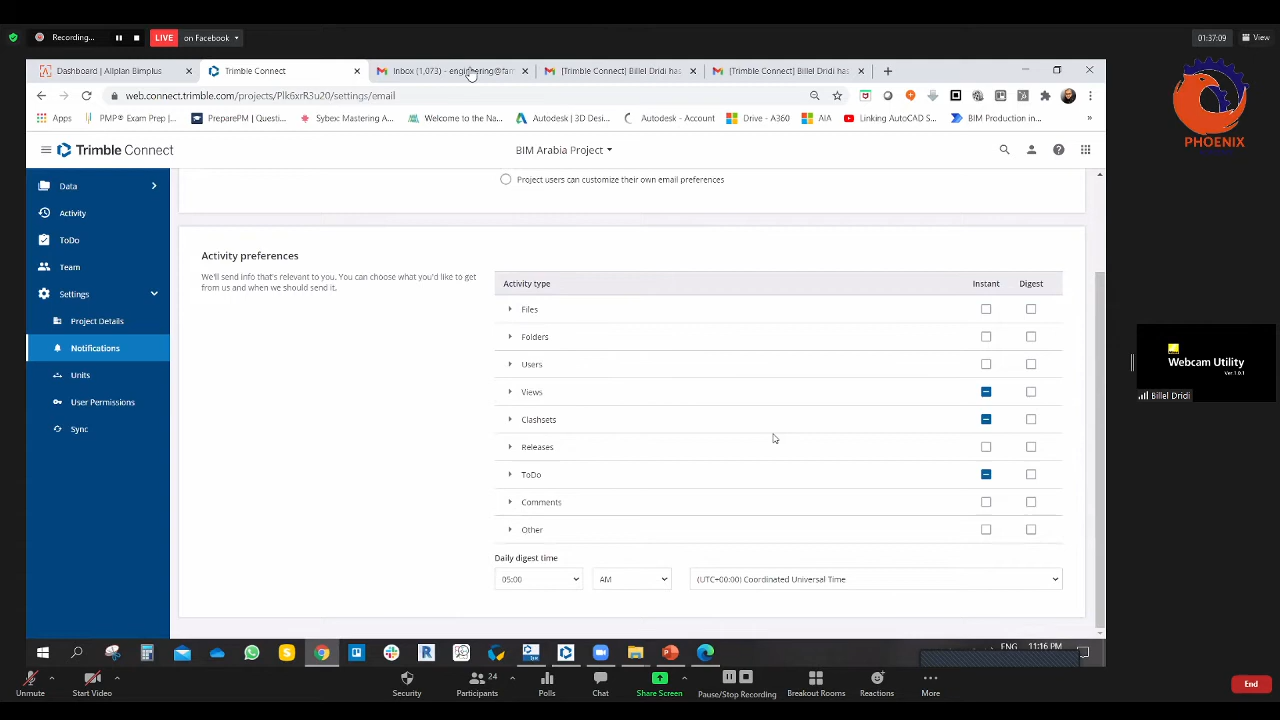 Recording...
LIVE
on Facebook
01:37:09
View
Dashboard | Allplan Bimplus
Trimble Connect
Inbox (1,073) - engineering@fam
[Trimble Connect] Billel Dridi has
[Trimble Connect] Billel Dridi has
web.connect.trimble.com/projects/Plk6xrR3u20/settings/email
Apps
PMP® Exam Prep |...
PreparePM | Questi...
Sybex: Mastering A...
Welcome to the Na...
Autodesk | 3D Desi...
Autodesk - Account
Drive - A360
AIA
Linking AutoCAD S...
BIM Production in...
PHOENIX
Trimble Connect
BIM Arabia Project
Data
Activity
ToDo
Team
Settings
Project Details
Notifications
Units
User Permissions
Sync
Project users can customize their own email preferences
Activity preferences
We'll send info that's relevant to you. You can choose what you'd like to get
from us and when we should send it.
Activity type Instant Digest
Files
Folders
Users
Views
Clashsets
Releases
ToDo
Comments
Other
Daily digest time
05:00 AM (UTC+00:00) Coordinated Universal Time
Webcam Utility
Ver 1.0.1
Billel Dridi
ENG 11:16 PM
Unmute
Start Video
Security
Participants 24
Polls
Chat
Share Screen
Pause/Stop Recording
Breakout Rooms
Reactions
More
End